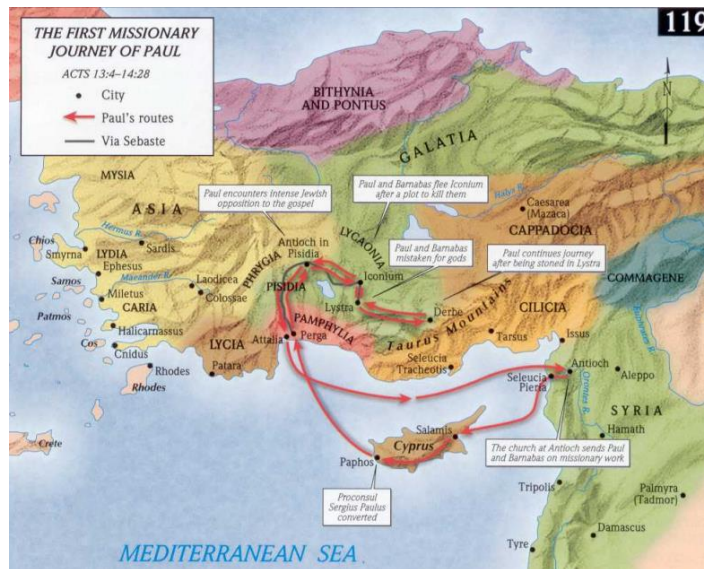 119
THE FIRST MISSIONARY
JOURNEY OF PAUL
ACTS 13:4–14:28
City
Paul's routes
Via Sebaste
N
BITHYNIA
AND PONTUS
GALATIA
MYSIA
ASIA
Paul encounters intense Jewish
opposition to the gospel
Paul and Barnabas flee Iconium
after a plot to kill them
Halys R.
Caesarea
(Mazaca)
CAPPADOCIA
Hermus R.
Chios
Smyrna
Sardis
LYDIA
Ephesus
Antioch in
Pisidia
LYCAONIA
PHRYGIA
Paul and Barnabas
mistaken for gods
Paul continues journey
after being stoned in Lystra
COMMAGENE
Samos
Maeander R.
Laodicea
Colossae
PISIDIA
Iconium
Miletus
CARIA
Patmos
Lystra
Derbe
CILICIA
Euphrates R.
Halicarnassus
PAMPHYLIA
Taurus Mountains
Tarsus
Issus
Cos
Cnidus
LYCIA
Attalia
Perga
Rhodes
Rhodes
Patara
Seleucia
Tracheotis
Seleucia
Pieria
Antioch
Aleppo
Orontes R.
SYRIA
Crete
Salamis
Cyprus
Hamath
Paphos
The church at Antioch sends Paul
and Barnabas on missionary work
Proconsul
Sergius Paulus
converted
Tripolis
Palmyra
(Tadmor)
Damascus
Tyre
MEDITERRANEAN SEA